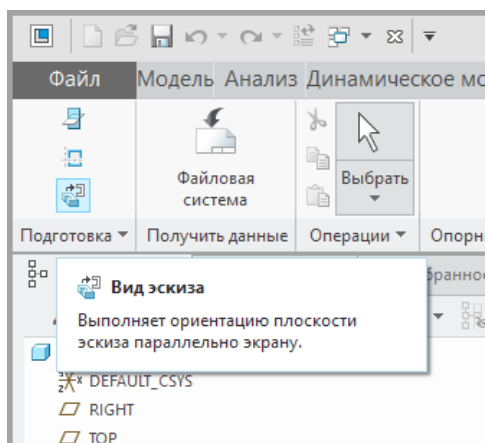 Файл Модель Анализ Динамическое мо
Файловая
система
Выбрать
Подготовка Получить данные Операции Опорн
бранное
Вид эскиза
Выполняет ориентацию плоскости
эскиза параллельно экрану.
DEFAULT_CSYS
RIGHT
TOP